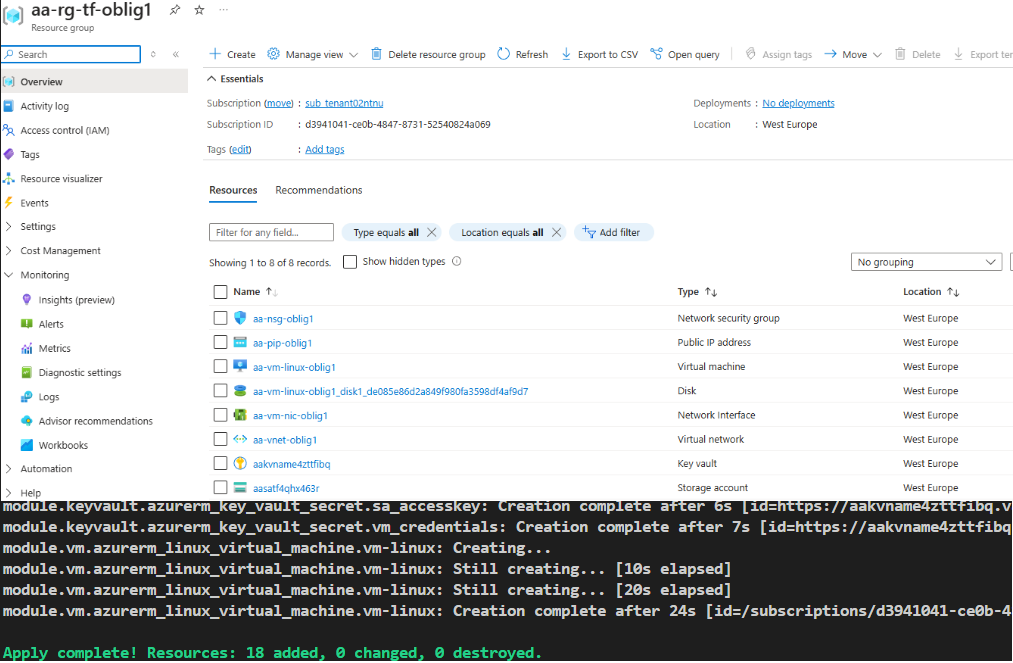 aa-rg-tf-oblig1
Resource group
Search
Create Manage view Delete resource group Refresh Export to CSV Open query Assign tags Move Delete Export ter
Overview
Activity log
Access control (IAM)
Tags
Resource visualizer
Events
Settings
Cost Management
Monitoring
Insights (preview)
Alerts
Metrics
Diagnostic settings
Logs
Advisor recommendations
Workbooks
Automation
Help
Essentials
Subscription (move) : sub_tenant02ntnu
Deployments : No deployments
Subscription ID : d3941041-ce0b-4847-8731-52540824a069
Location : West Europe
Tags (edit) : Add tags
Resources Recommendations
Filter for any field... Type equals all Location equals all Add filter
Showing 1 to 8 of 8 records. Show hidden types No grouping
Name Type Location
aa-nsg-oblig1 Network security group West Europe
aa-pip-oblig1 Public IP address West Europe
aa-vm-linux-oblig1 Virtual machine West Europe
aa-vm-linux-oblig1_disk1_de085e86d2a849f980fa3598df4af9d7 Disk West Europe
aa-vm-nic-oblig1 Network Interface West Europe
aa-vnet-oblig1 Virtual network West Europe
aakvname4zttfibq Key vault West Europe
aasatf4qhx463r Storage account West Europe
module.keyvault.azurerm_key_vault_secret.sa_accesskey: Creation complete after 6s [id=https://aakvname4zttfibq.v
module.keyvault.azurerm_key_vault_secret.vm_credentials: Creation complete after 7s [id=https://aakvname4zttfibq
module.vm.azurerm_linux_virtual_machine.vm-linux: Creating...
module.vm.azurerm_linux_virtual_machine.vm-linux: Still creating... [10s elapsed]
module.vm.azurerm_linux_virtual_machine.vm-linux: Still creating... [20s elapsed]
module.vm.azurerm_linux_virtual_machine.vm-linux: Creation complete after 24s [id=/subscriptions/d3941041-ce0b-4
Apply complete! Resources: 18 added, 0 changed, 0 destroyed.